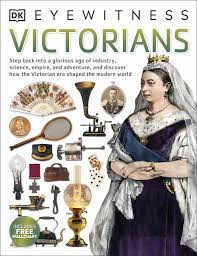 DK EYEWITNESS
VICTORIANS
Step back into a glorious age of industry,
science, empire, and adventure, and discover
how the Victorian era shaped the modern world
INCLUDES
FREE
WALLCHART